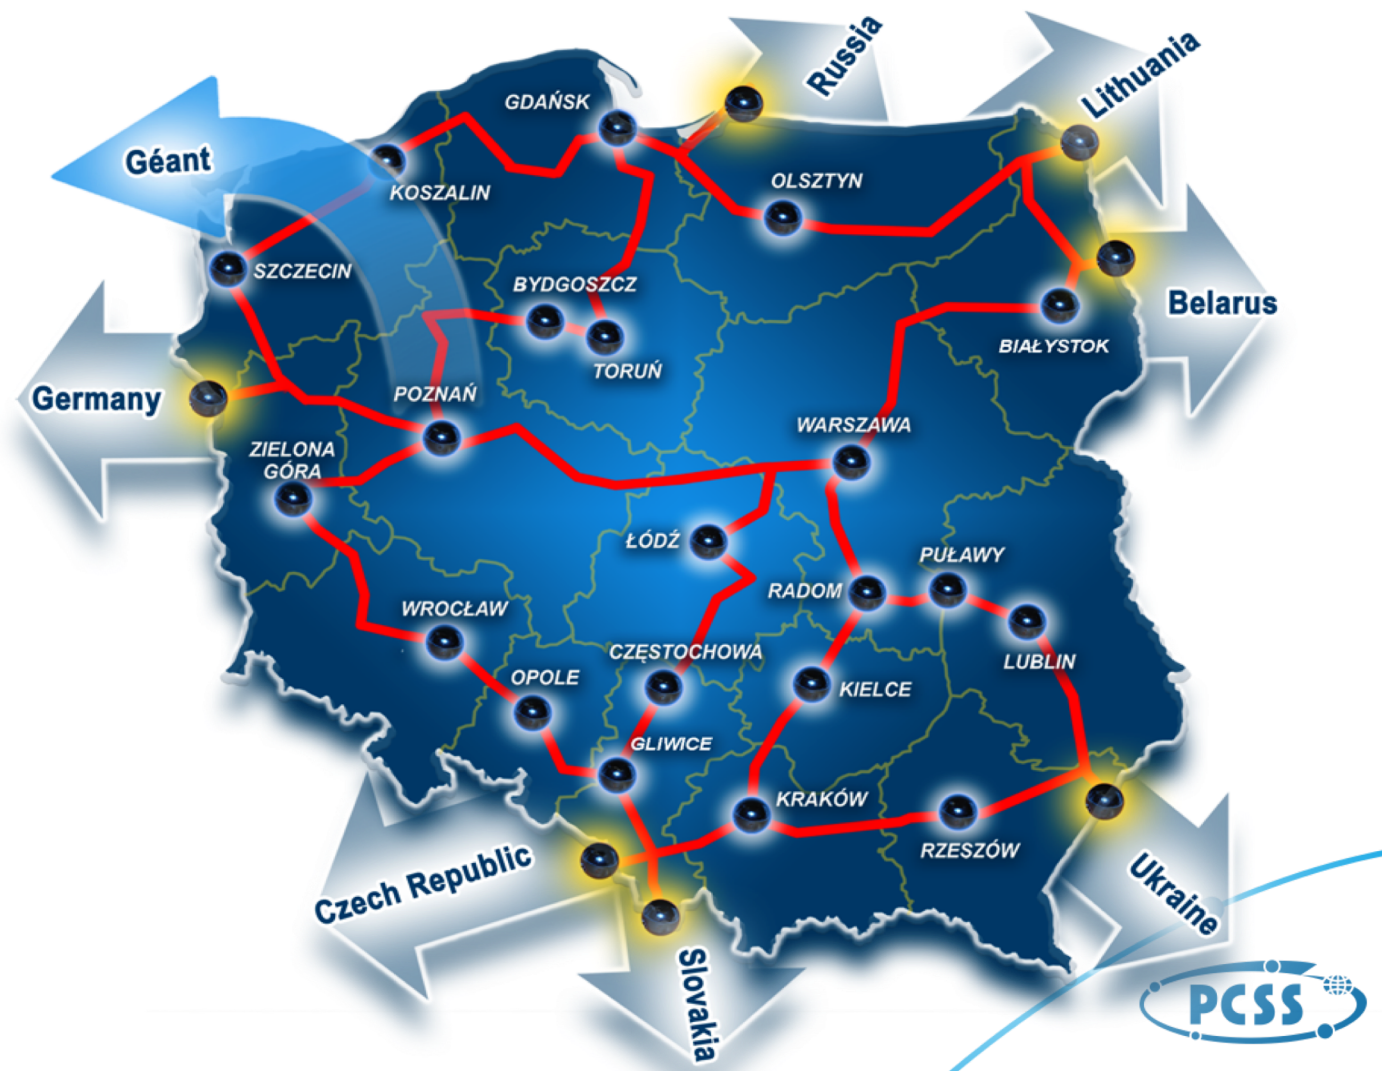 Russia
Lithuania
GDAŃSK
Géant
KOSZALIN
OLSZTYN
SZCZECIN
BYDGOSZCZ
Belarus
BIAŁYSTOK
TORUŃ
Germany
POZNAŃ
WARSZAWA
ZIELONA
GÓRA
ŁÓDŹ
PUŁAWY
RADOM
WROCŁAW
CZĘSTOCHOWA
LUBLIN
OPOLE
KIELCE
GLIWICE
KRAKÓW
RZESZÓW
Czech Republic
Ukraine
Slovakia
PCSS